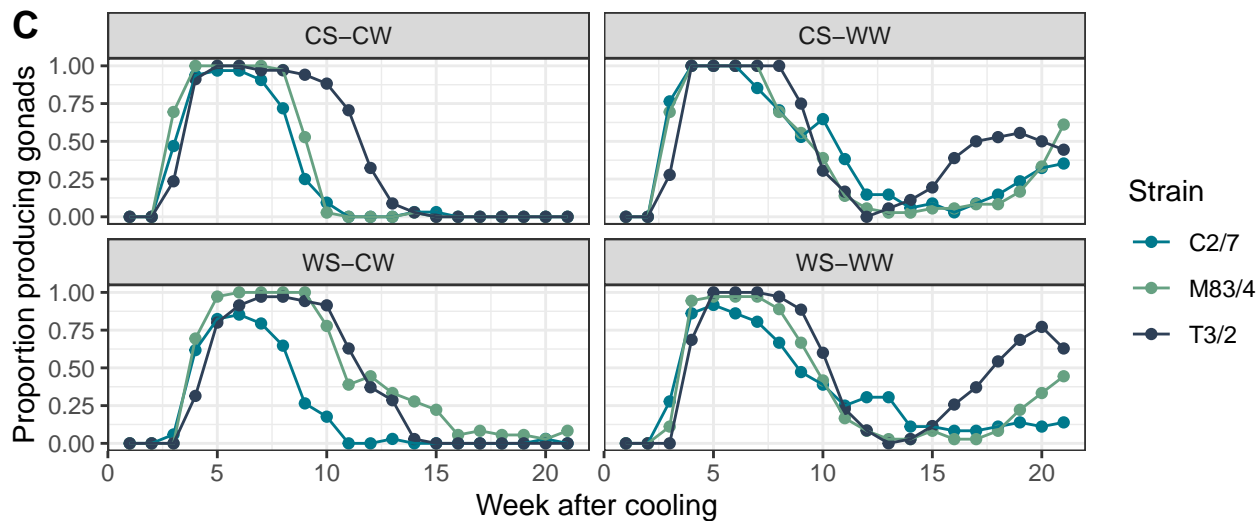 C
CS−CW
CS−WW
1.00
0.75
0.50
0.25
0.00
WS−CW
WS−WW
1.00
0.75
0.50
0.25
0.00
0 5 10 15 20
0 5 10 15 20
Week after cooling
Proportion producing gonads
Strain
C2/7
M83/4
T3/2